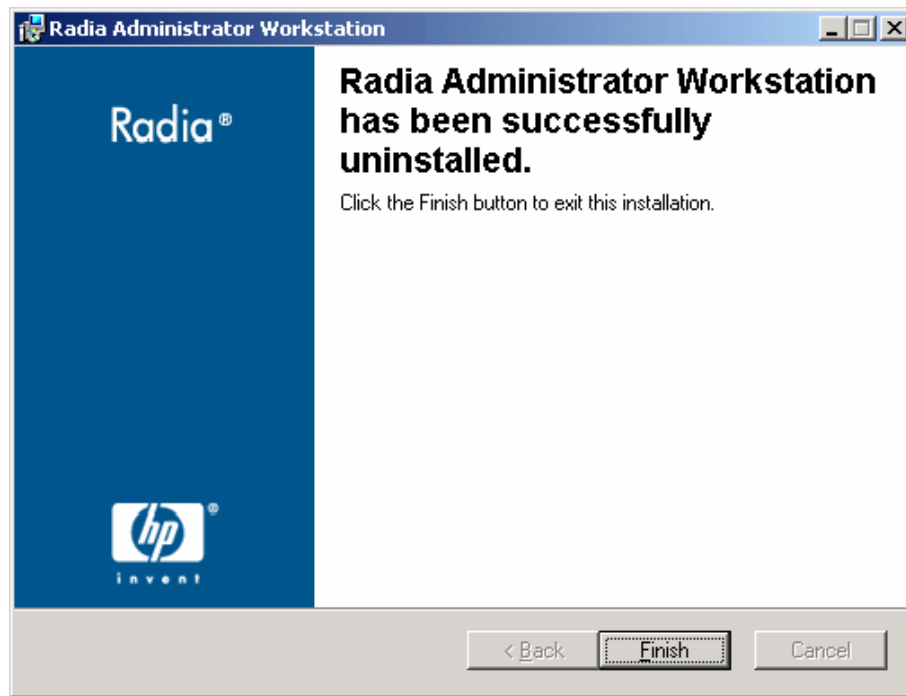 Radia Administrator Workstation
Radia®
Radia Administrator Workstation
has been successfully
uninstalled.
Click the Finish button to exit this installation.
hp®
invent
< Back
Finish
Cancel